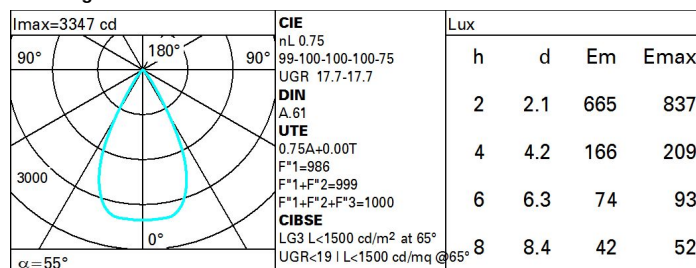 Imax=3347 cd
90°
180°
90°
3000
0°
α=55°
CIE
nL 0.75
99-100-100-100-75
UGR 17.7-17.7
DIN
A.61
UTE
0.75A+0.00T
F"1=986
F"1+F"2=999
F"1+F"2+F"3=1000
CIBSE
LG3 L<1500 cd/m² at 65°
UGR<19 | L<1500 cd/mq @65°
Lux
h d Em Emax
2 2.1 665 837
4 4.2 166 209
6 6.3 74 93
8 8.4 42 52